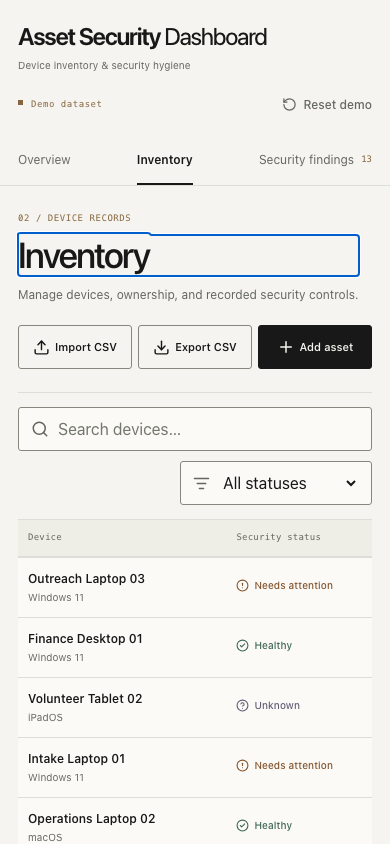 Asset Security Dashboard
Device inventory & security hygiene
Demo dataset
Reset demo
Overview
Inventory
Security findings 13
02 / DEVICE RECORDS
Inventory
Manage devices, ownership, and recorded security controls.
Import CSV
Export CSV
Add asset
Search devices...
All statuses
Device
Security status
Outreach Laptop 03
Windows 11
Needs attention
Finance Desktop 01
Windows 11
Healthy
Volunteer Tablet 02
iPadOS
Unknown
Intake Laptop 01
Windows 11
Needs attention
Operations Laptop 02
macOS
Healthy